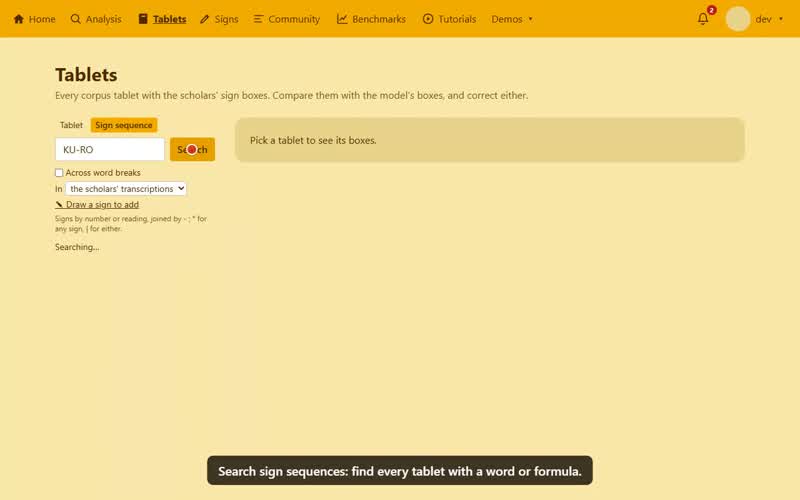 Home Analysis Tablets Signs Community Benchmarks Tutorials Demos 2 dev
Tablets
Every corpus tablet with the scholars' sign boxes. Compare them with the model's boxes, and correct either.
Tablet Sign sequence
KU-RO Search
Pick a tablet to see its boxes.
Across word breaks
In the scholars' transcriptions
Draw a sign to add
Signs by number or reading, joined by - ; * for
any sign, | for either.
Searching...
Search sign sequences: find every tablet with a word or formula.